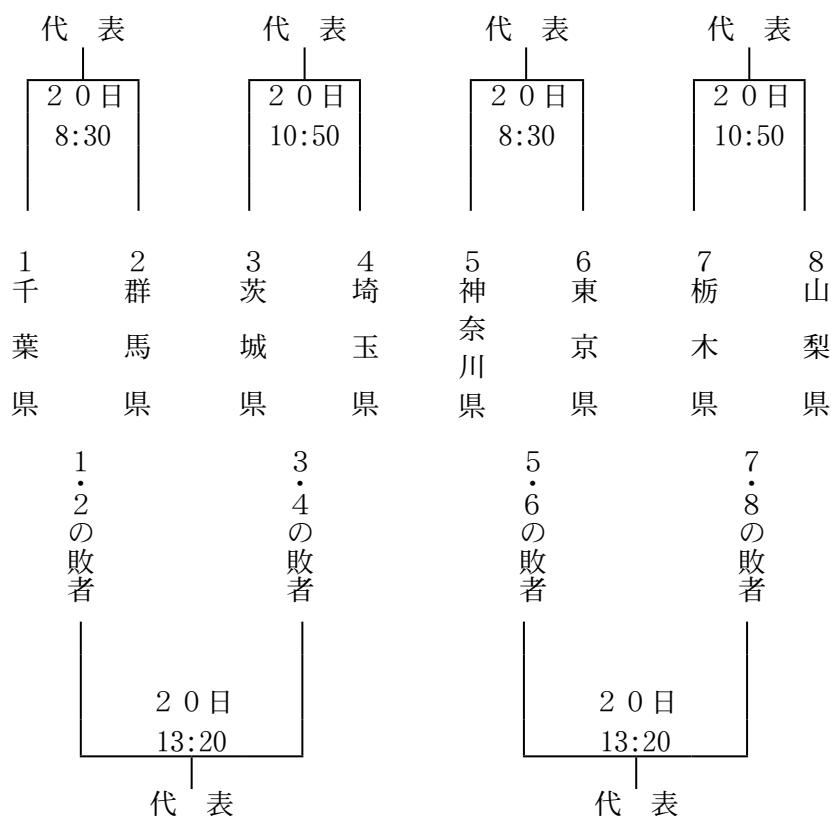 代　表　代　表　代　表　代　表
２０日　２０日　２０日　２０日
8:30　10:50　8:30　10:50
１千葉県
２群馬県
３茨城県
４埼玉県
５神奈川県
６東京県
７栃木県
８山梨県
１・２の敗者
３・４の敗者
５・６の敗者
７・８の敗者
２０日　２０日
13:20　13:20
代　表　代　表